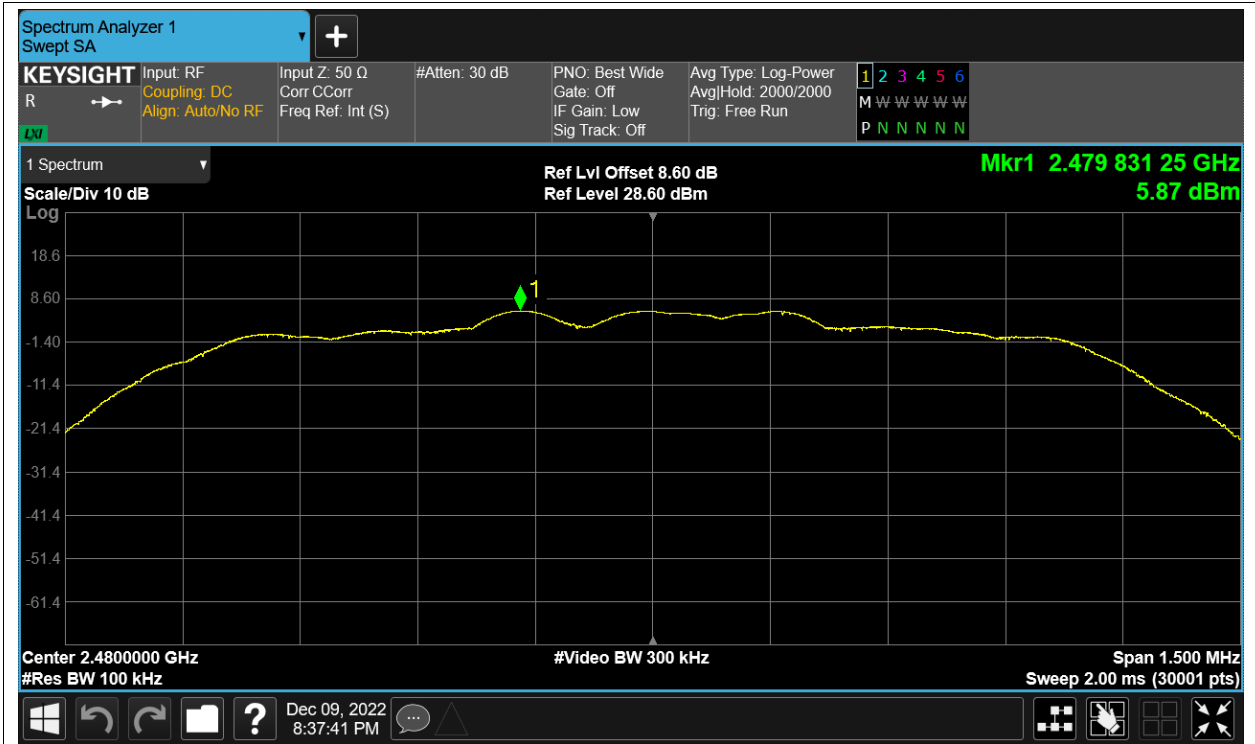 Spectrum Analyzer 1
Swept SA
+
KEYSIGHT
R
LXI
Input: RF
Coupling: DC
Align: Auto/No RF
Input Z: 50 Ω
Corr CCorr
Freq Ref: Int (S)
#Atten: 30 dB
PNO: Best Wide
Gate: Off
IF Gain: Low
Sig Track: Off
Avg Type: Log-Power
Avg|Hold: 2000/2000
Trig: Free Run
1 2 3 4 5 6
M W W W W W
P N N N N N
1 Spectrum
Scale/Div 10 dB
Ref Lvl Offset 8.60 dB
Ref Level 28.60 dBm
Mkr1 2.479 831 25 GHz
5.87 dBm
Log
18.6
8.60
-1.40
-11.4
-21.4
-31.4
-41.4
-51.4
-61.4
1
Center 2.4800000 GHz
#Res BW 100 kHz
#Video BW 300 kHz
Span 1.500 MHz
Sweep 2.00 ms (30001 pts)
?
Dec 09, 2022
8:37:41 PM